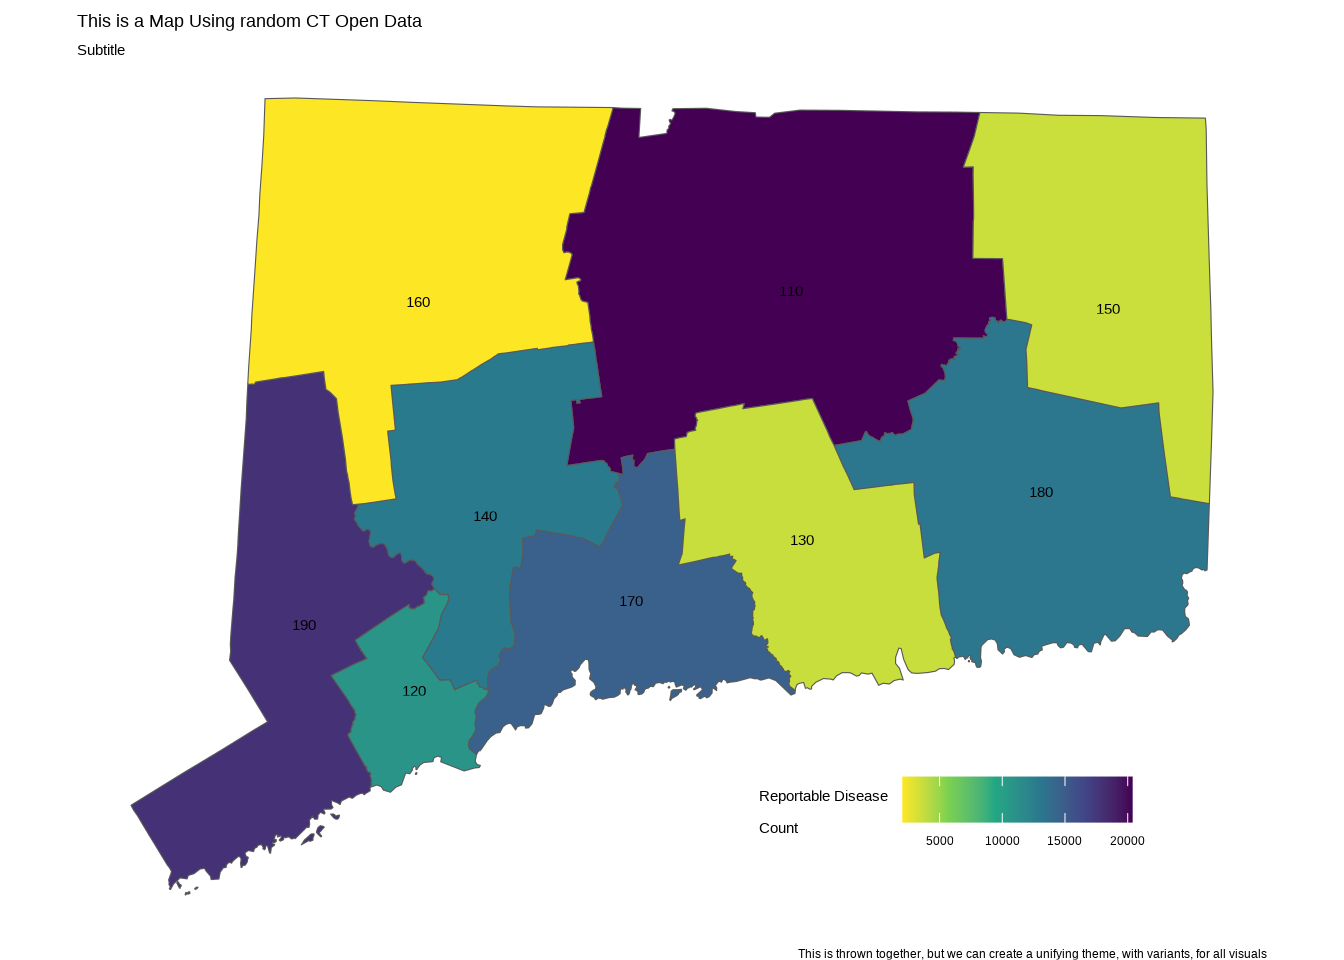 This is a Map Using random CT Open Data
Subtitle
160
110
150
180
140
130
170
190
120
Reportable Disease
Count
5000 10000 15000 20000
This is thrown together, but we can create a unifying theme, with variants, for all visuals